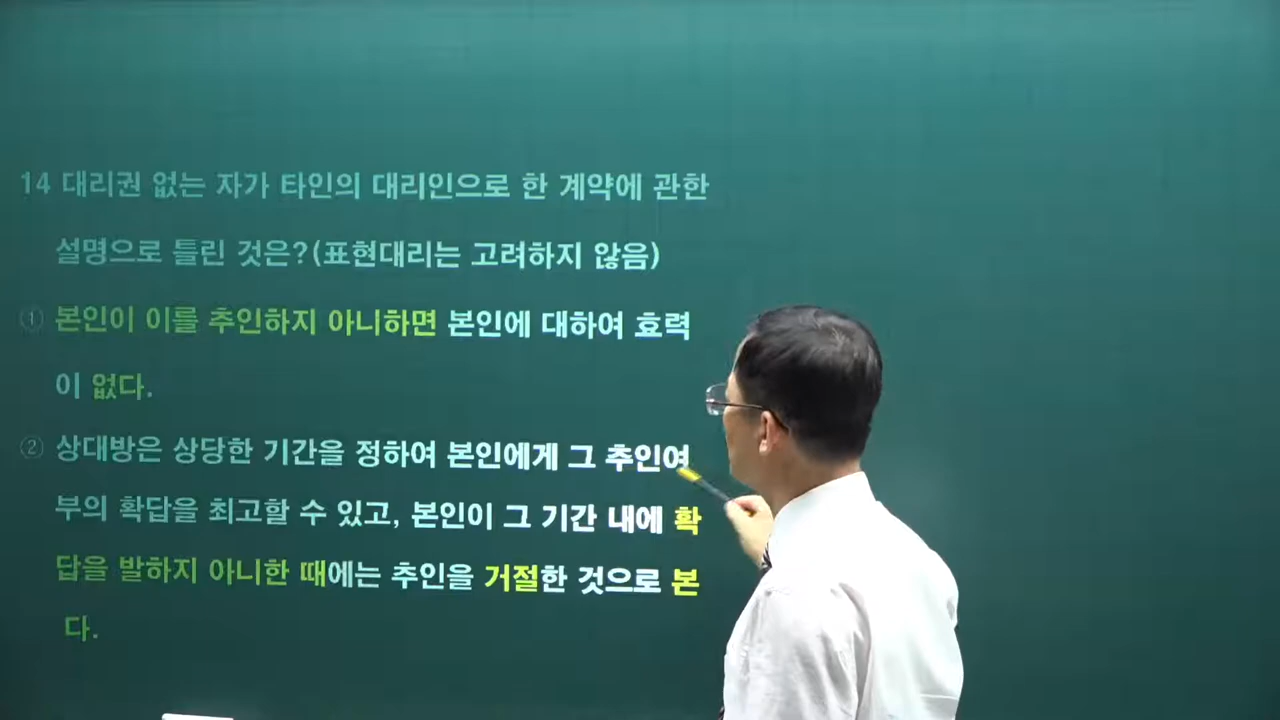 14 대리권 없는 자가 타인의 대리인으로 한 계약에 관한
설명으로 틀린 것은?(표현대리는 고려하지 않음)
① 본인이 이를 추인하지 아니하면 본인에 대하여 효력
이 없다.
② 상대방은 상당한 기간을 정하여 본인에게 그 추인여
부의 확답을 최고할 수 있고, 본인이 그 기간 내에 확
답을 발하지 아니한 때에는 추인을 거절한 것으로 본
다.